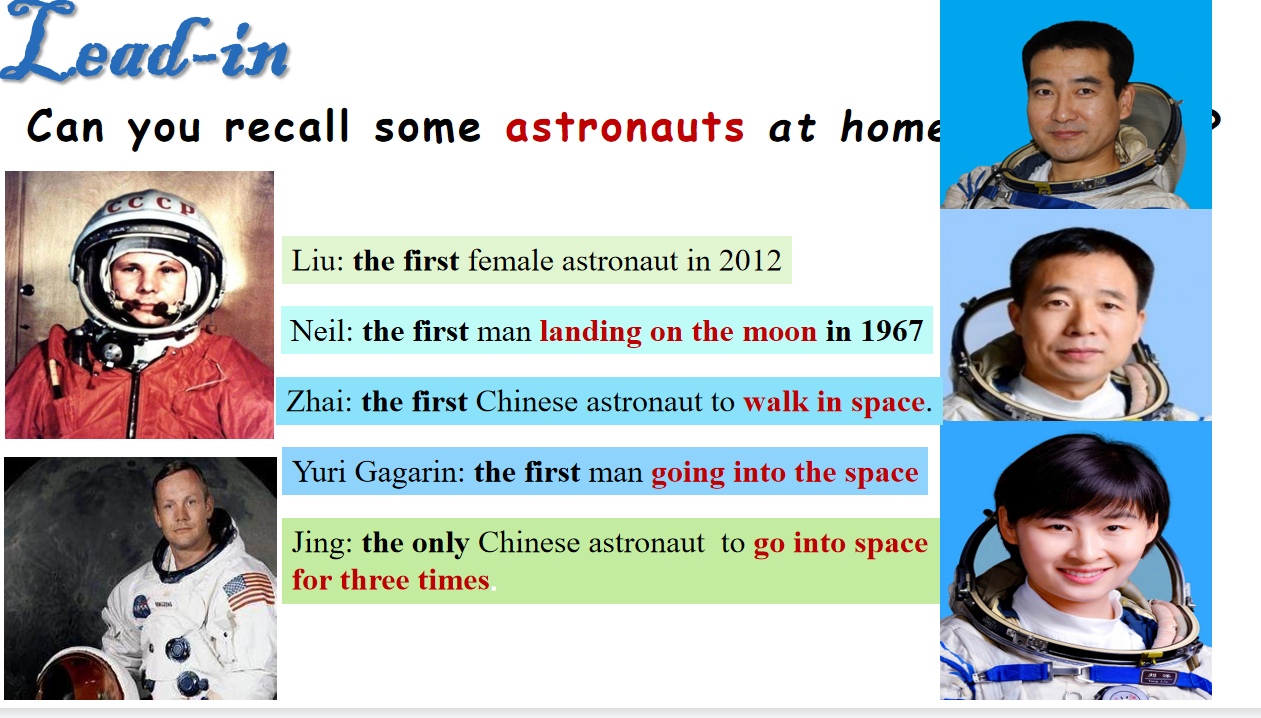 Lead-in
Can you recall some astronauts at home ?
CCCP
Liu: the first female astronaut in 2012
Neil: the first man landing on the moon in 1967
Zhai: the first Chinese astronaut to walk in space.
Yuri Gagarin: the first man going into the space
Jing: the only Chinese astronaut to go into space
for three times.
NASA